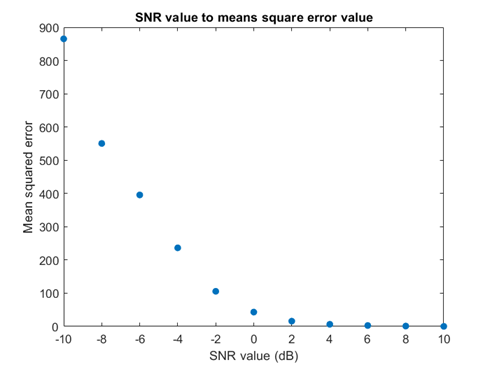 SNR value to means square error value
900
800
700
600
500
400
300
200
100
0
Mean squared error
-10 -8 -6 -4 -2 0 2 4 6 8 10
SNR value (dB)